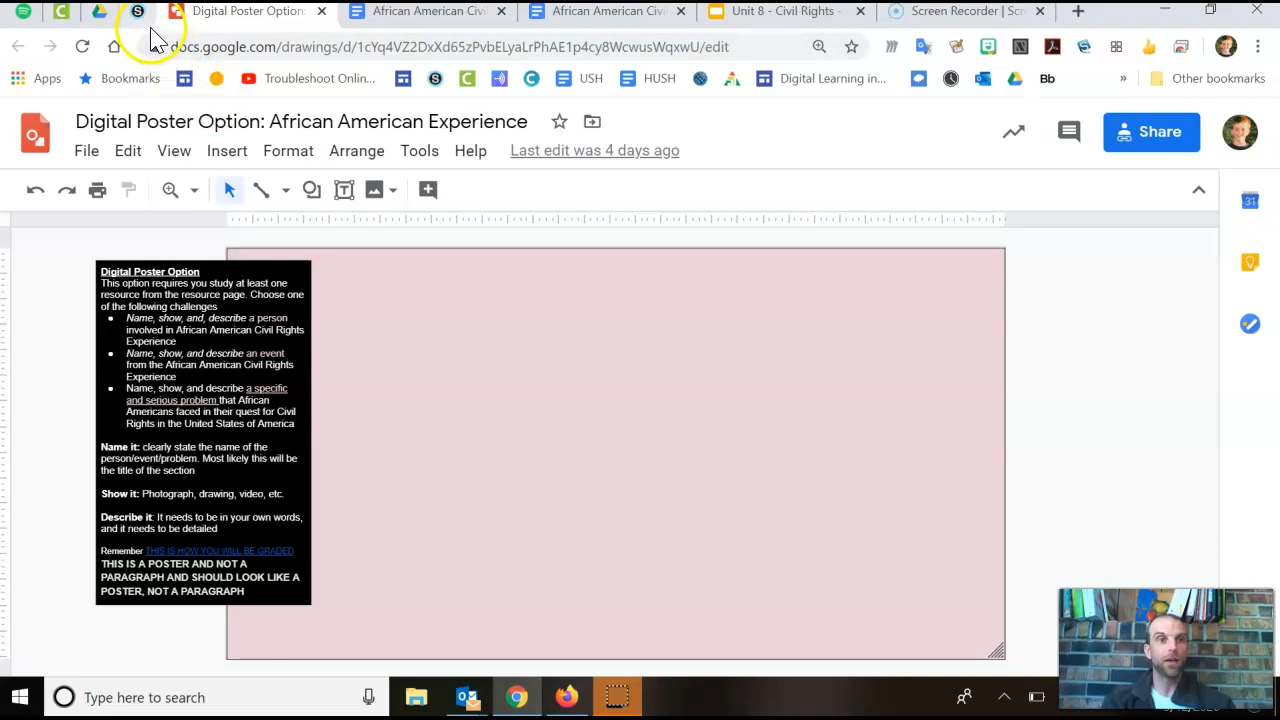 Digital Poster Option:
African American Civi
African American Civi
Unit 8 - Civil Rights -
Screen Recorder | Scr
docs.google.com/drawings/d/1cYq4VZ2DxXd65zPvbELyaLrPhAE1p4cy8WcwusWqxwU/edit
Apps
Bookmarks
Troubleshoot Onlin...
USH
HUSH
Digital Learning in...
Bb
»
Other bookmarks
Digital Poster Option: African American Experience
File Edit View Insert Format Arrange Tools Help
Last edit was 4 days ago
Share
31
Digital Poster Option
This option requires you study at least one
resource from the resource page. Choose one
of the following challenges
● Name, show, and, describe a person
involved in African American Civil Rights
Experience
● Name, show, and describe an event
from the African American Civil Rights
Experience
● Name, show, and describe a specific
and serious problem that African
Americans faced in their quest for Civil
Rights in the United States of America
Name it: clearly state the name of the
person/event/problem. Most likely this will be
the title of the section
Show it: Photograph, drawing, video, etc.
Describe it: It needs to be in your own words,
and it needs to be detailed
Remember THIS IS HOW YOU WILL BE GRADED
THIS IS A POSTER AND NOT A
PARAGRAPH AND SHOULD LOOK LIKE A
POSTER, NOT A PARAGRAPH
Type here to search